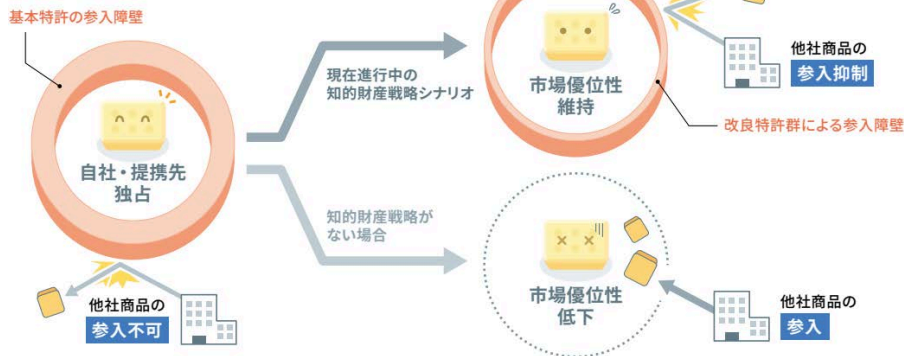 基本特許の参入障壁
自社・提携先
独占
他社商品の
参入不可
現在進行中の
知的財産戦略シナリオ
市場優位性
維持
他社商品の
参入抑制
改良特許群による参入障壁
知的財産戦略が
ない場合
市場優位性
低下
他社商品の
参入